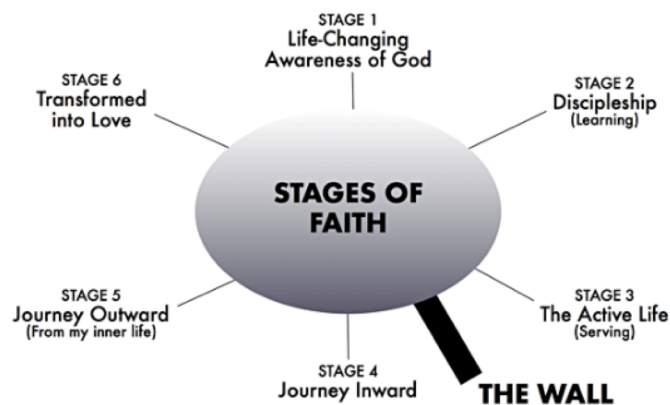 STAGE 1
Life-Changing
Awareness of God
STAGE 6
Transformed
into Love
STAGE 2
Discipleship
(Learning)
STAGES OF
FAITH
STAGE 5
Journey Outward
(From my inner life)
STAGE 3
The Active Life
(Serving)
STAGE 4
Journey Inward
THE WALL